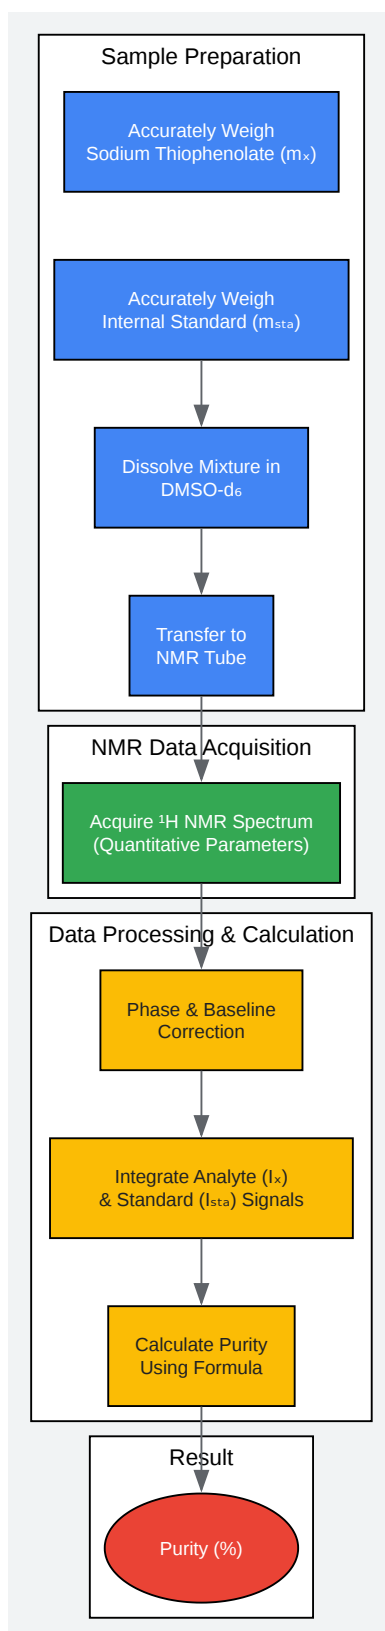 Sample Preparation
Accurately Weigh
Sodium Thiophenolate (mₓ)
Accurately Weigh
Internal Standard (mₛₜₐ)
Dissolve Mixture in
DMSO-d₆
Transfer to
NMR Tube
NMR Data Acquisition
Acquire ¹H NMR Spectrum
(Quantitative Parameters)
Data Processing & Calculation
Phase & Baseline
Correction
Integrate Analyte (Iₓ)
& Standard (Iₛₜₐ) Signals
Calculate Purity
Using Formula
Result
Purity (%)